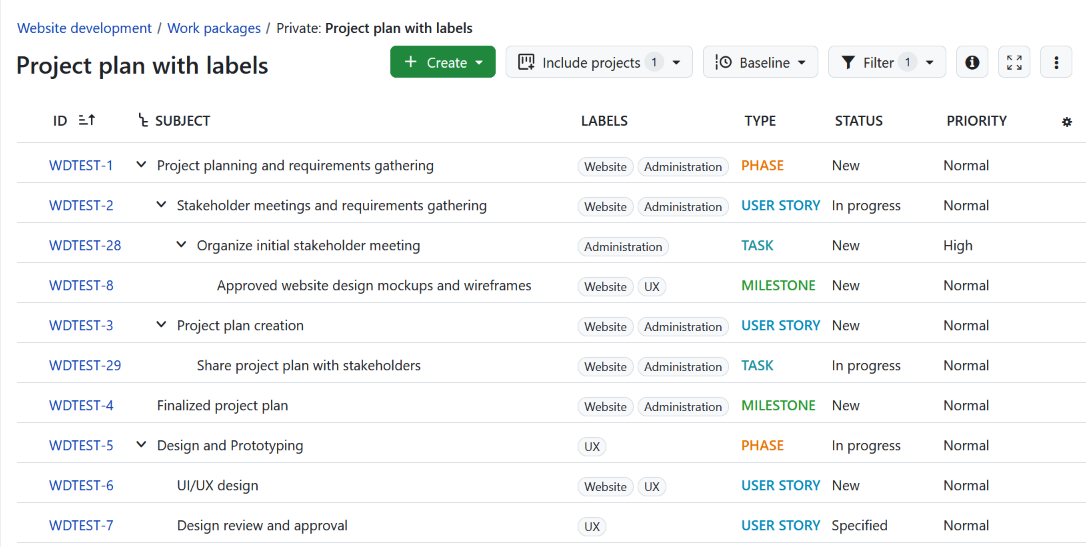 Website development / Work packages / Private: Project plan with labels
Project plan with labels + Create Include projects 1 Baseline Filter 1
ID SUBJECT LABELS TYPE STATUS PRIORITY
WDTEST-1 Project planning and requirements gathering Website Administration PHASE New Normal
WDTEST-2 Stakeholder meetings and requirements gathering Website Administration USER STORY In progress Normal
WDTEST-28 Organize initial stakeholder meeting Administration TASK New High
WDTEST-8 Approved website design mockups and wireframes Website UX MILESTONE New Normal
WDTEST-3 Project plan creation Website Administration USER STORY New Normal
WDTEST-29 Share project plan with stakeholders Website Administration TASK In progress Normal
WDTEST-4 Finalized project plan Website Administration MILESTONE New Normal
WDTEST-5 Design and Prototyping UX PHASE In progress Normal
WDTEST-6 UI/UX design Website UX USER STORY New Normal
WDTEST-7 Design review and approval UX USER STORY Specified Normal